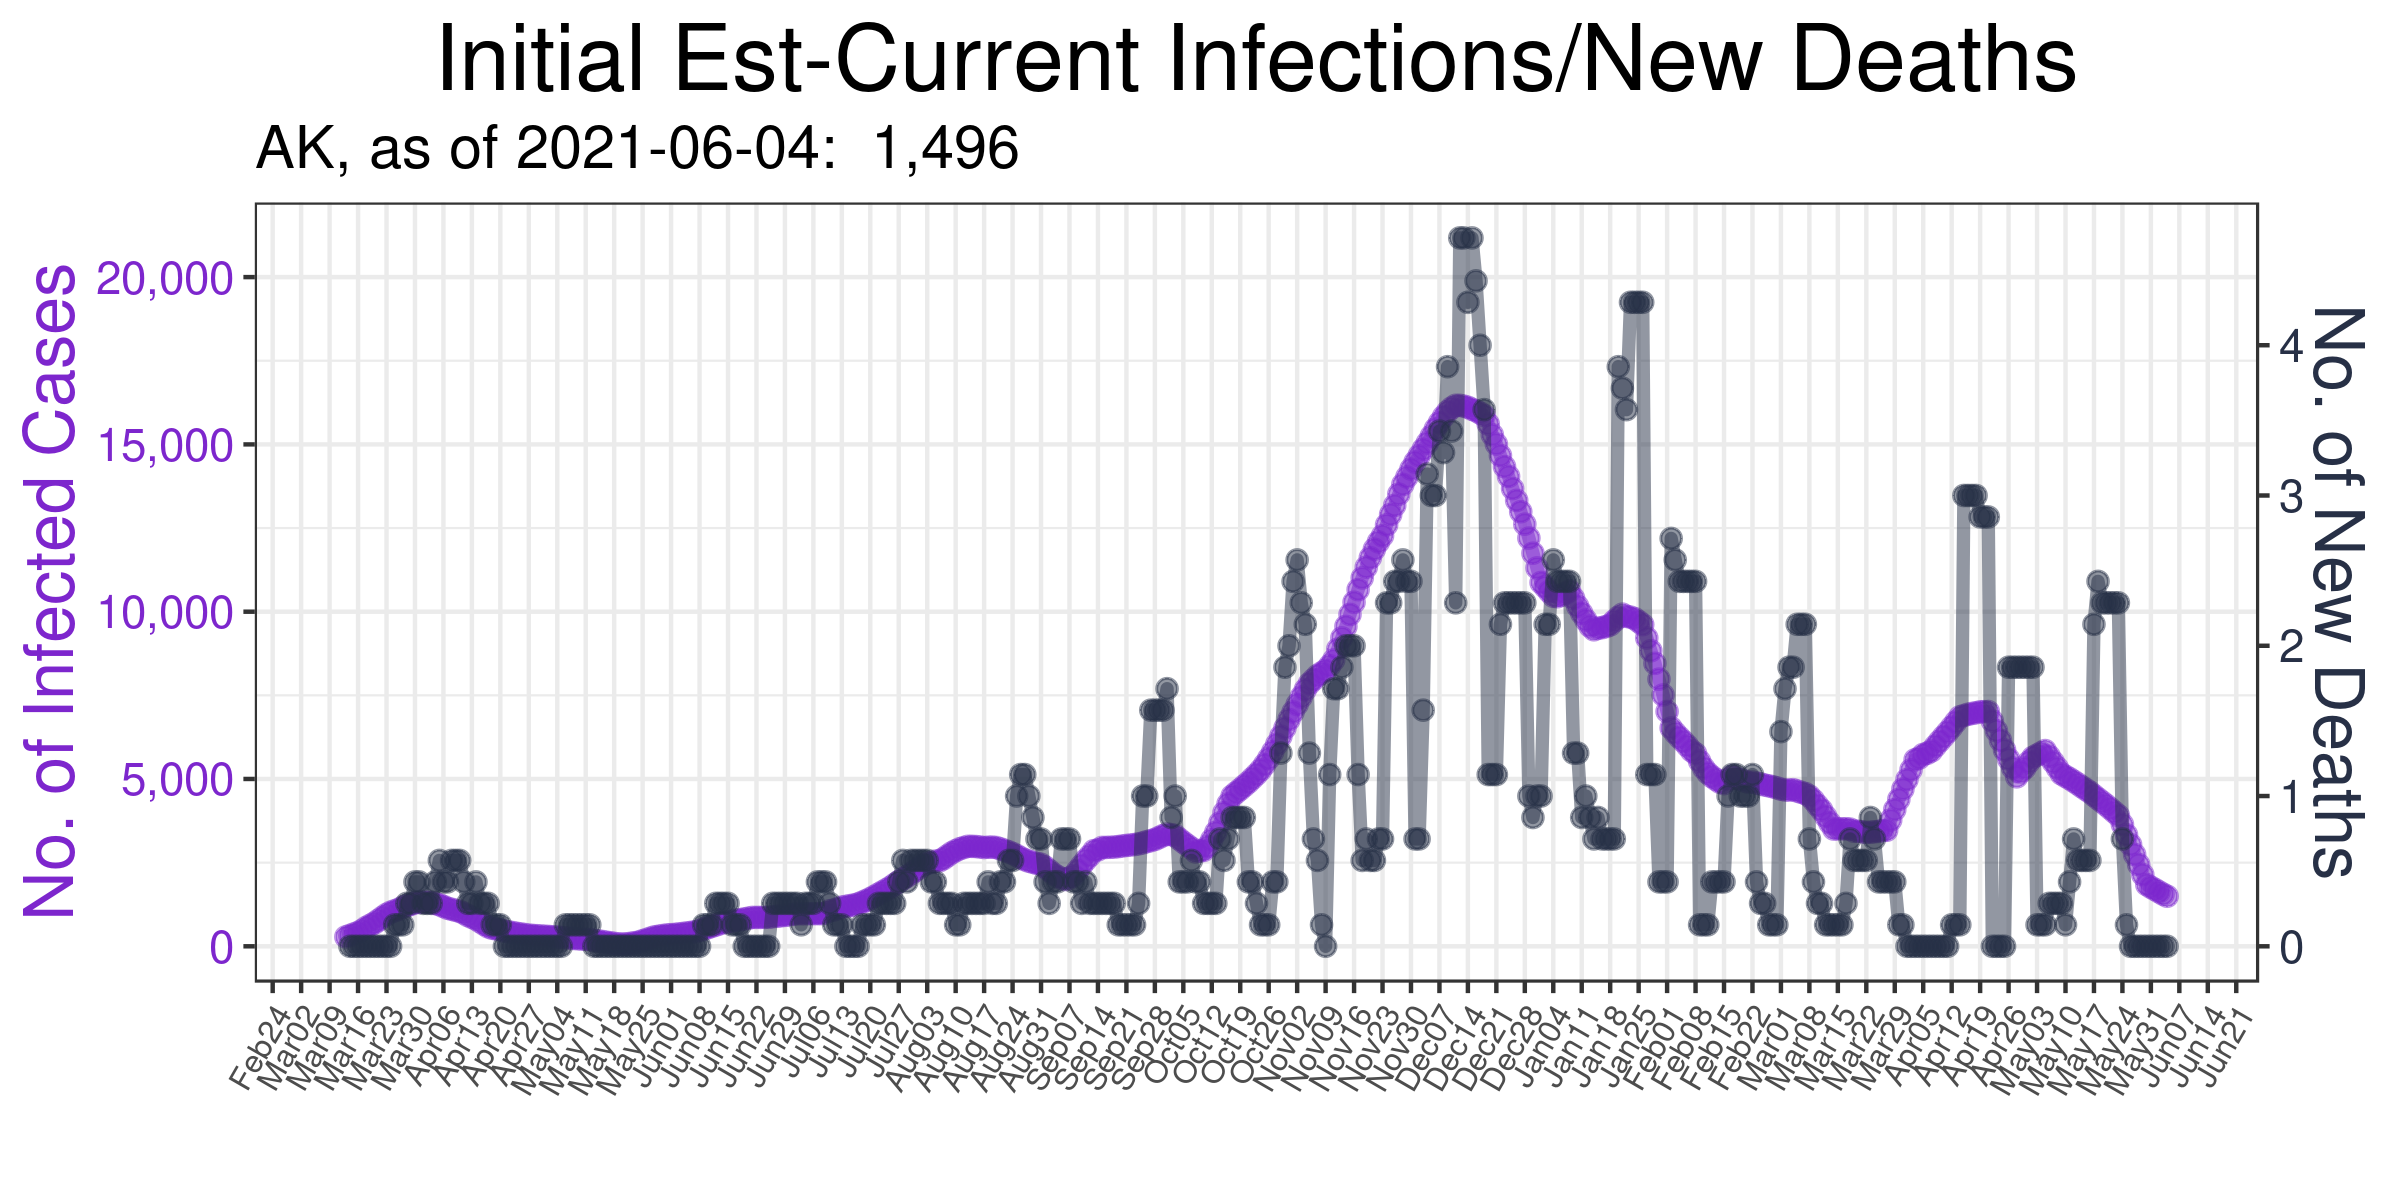 Initial Est-Current Infections/New Deaths
AK, as of 2021-06-04:  1,496
No. of Infected Cases
20,000
15,000
10,000
5,000
0
4
3
2
1
0
No. of New Deaths
Feb24
Mar02
Mar09
Mar16
Mar23
Mar30
Apr06
Apr13
Apr20
Apr27
May04
May11
May18
May25
Jun01
Jun08
Jun15
Jun22
Jun29
Jul06
Jul13
Jul20
Jul27
Aug03
Aug10
Aug17
Aug24
Aug31
Sep07
Sep14
Sep21
Sep28
Oct05
Oct12
Oct19
Oct26
Nov02
Nov09
Nov16
Nov23
Nov30
Dec07
Dec14
Dec21
Dec28
Jan04
Jan11
Jan18
Jan25
Feb01
Feb08
Feb15
Feb22
Mar01
Mar08
Mar15
Mar22
Mar29
Apr05
Apr12
Apr19
Apr26
May03
May10
May17
May24
May31
Jun07
Jun14
Jun21